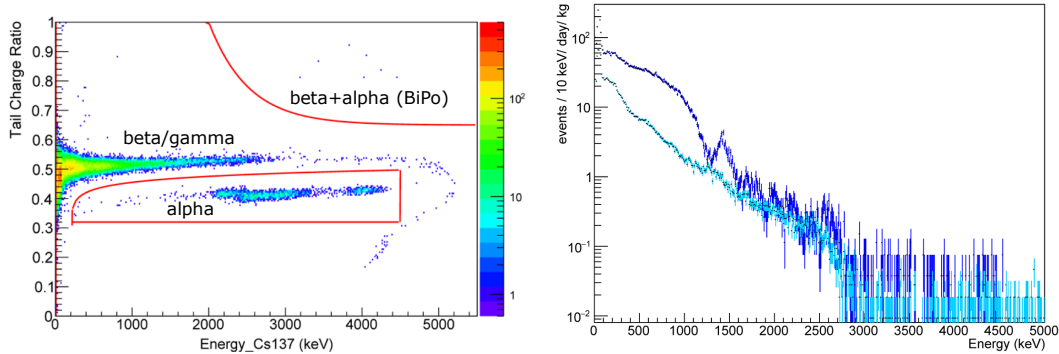 Tail Charge Ratio
1
0.9
0.8
0.7
0.6
0.5
0.4
0.3
0.2
0.1
0
beta+alpha (BiPo)
beta/gamma
alpha
0 1000 2000 3000 4000 5000
Energy_Cs137 (keV)
10²
10
1
events / 10 keV/ day/ kg
10²
10
1
10⁻¹
10⁻²
0 500 1000 1500 2000 2500 3000 3500 4000 4500 5000
Energy (keV)